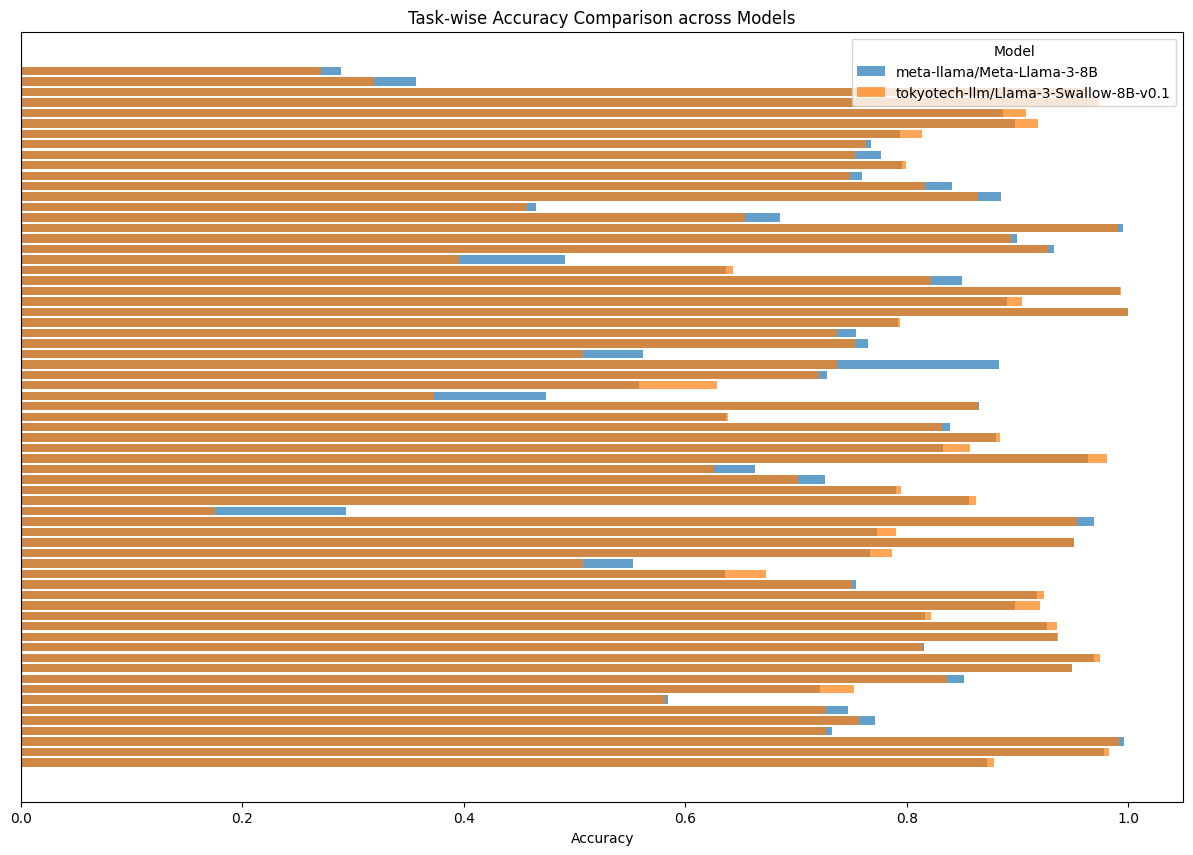 Task-wise Accuracy Comparison across Models
Model
meta-llama/Meta-Llama-3-8B
tokyotech-llm/Llama-3-Swallow-8B-v0.1
0.0 0.2 0.4 0.6 0.8 1.0
Accuracy